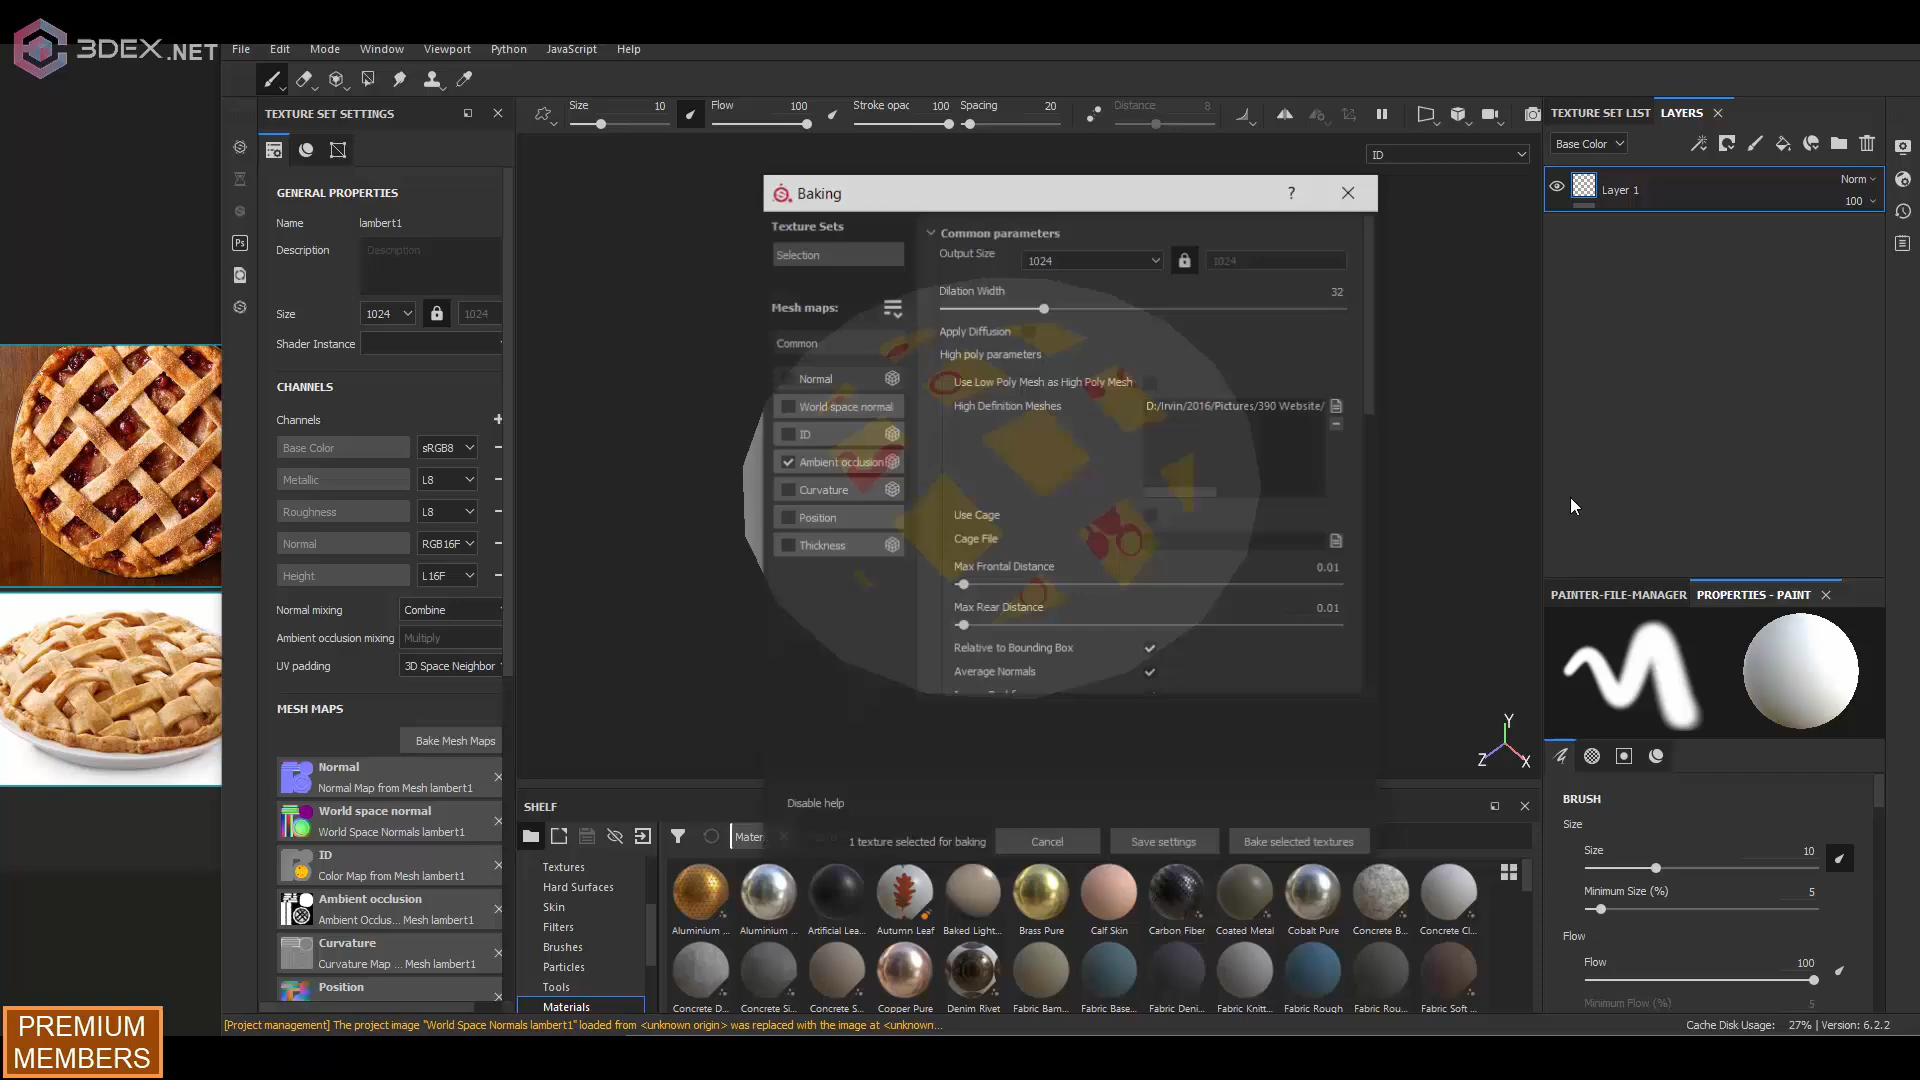 3DEX.NET
File Edit Mode Window Viewport Python JavaScript Help
TEXTURE SET SETTINGS
Size 10
Flow 100
Stroke opac 100
Spacing 20
Distance 8
TEXTURE SET LIST LAYERS
Base Color
ID
Layer 1
Norm
100
GENERAL PROPERTIES
Name lambert1
Description Description
Size 1024 1024
Shader Instance
CHANNELS
Channels
Base Color sRGB8
Metallic L8
Roughness L8
Normal RGB16F
Height L16F
Normal mixing Combine
Ambient occlusion mixing Multiply
UV padding 3D Space Neighbor
MESH MAPS
Bake Mesh Maps
Normal
Normal Map from Mesh lambert1
World space normal
World Space Normals lambert1
ID
Color Map from Mesh lambert1
Ambient occlusion
Ambient Occlus... Mesh lambert1
Curvature
Curvature Map ... Mesh lambert1
Position
Baking ?
Texture Sets
Selection
Mesh maps:
Common
Normal
World space normal
ID
Ambient occlusion
Curvature
Position
Thickness
Common parameters
Output Size 1024 1024
Dilation Width 32
Apply Diffusion
High poly parameters
Use Low Poly Mesh as High Poly Mesh
High Definition Meshes D:/Irvin/2016/Pictures/390 Website/
Use Cage
Cage File
Max Frontal Distance 0.01
Max Rear Distance 0.01
Relative to Bounding Box
Average Normals
Disable help
1 texture selected for baking
Cancel
Save settings
Bake selected textures
Y
Z X
SHELF
Mater
Textures
Hard Surfaces
Skin
Filters
Brushes
Particles
Tools
Materials
Aluminium ... Aluminium ... Artificial Lea... Autumn Leaf Baked Light... Brass Pure Calf Skin Carbon Fiber Coated Metal Cobalt Pure Concrete B... Concrete Cl...
Concrete D... Concrete Si... Concrete S... Copper Pure Denim Rivet Fabric Bam... Fabric Base... Fabric Deni... Fabric Knitt... Fabric Rough Fabric Rou... Fabric Soft ...
PAINTER-FILE-MANAGER PROPERTIES - PAINT
BRUSH
Size
Size 10
Minimum Size (%) 5
Flow
Flow 100
Minimum Flow (%) 5
Ps
[Project management] The project image "World Space Normals lambert1" loaded from <unknown origin> was replaced with the image at <unknown...
Cache Disk Usage: 27% | Version: 6.2.2
PREMIUM
MEMBERS